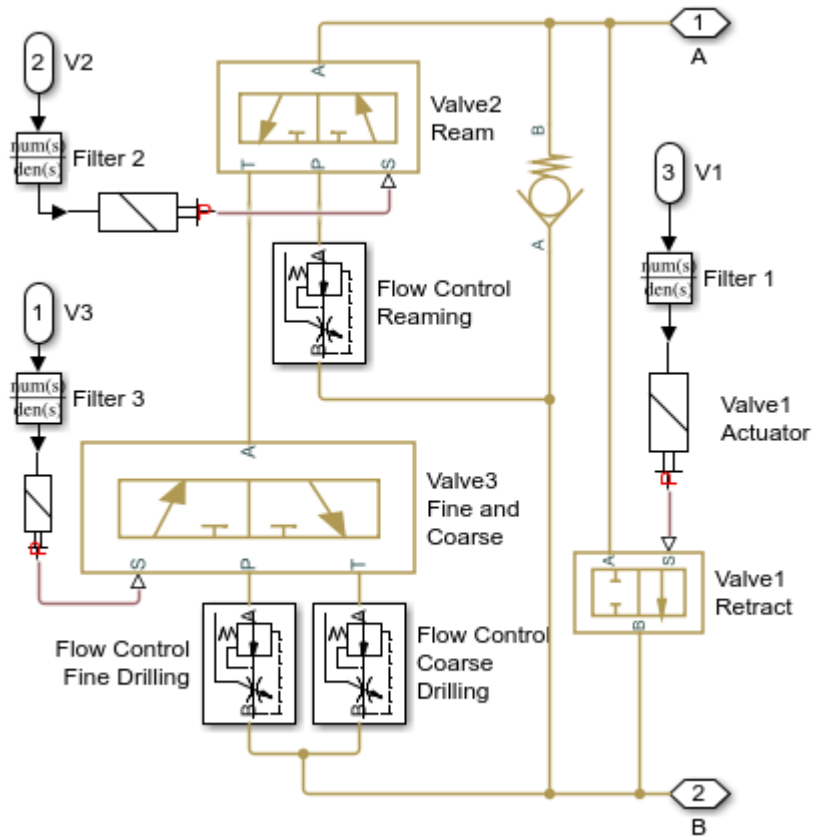 1
A
2
V2
num(s)
den(s)
Filter 2
A
T
P
S
Valve2
Ream
B
A
3
V1
num(s)
den(s)
Filter 1
A
B
Flow Control
Reaming
1
V3
num(s)
den(s)
Filter 3
Valve1
Actuator
A
S
P
T
Valve3
Fine and
Coarse
A
S
B
Valve1
Retract
A
B
Flow Control
Fine Drilling
A
B
Flow Control
Coarse
Drilling
2
B